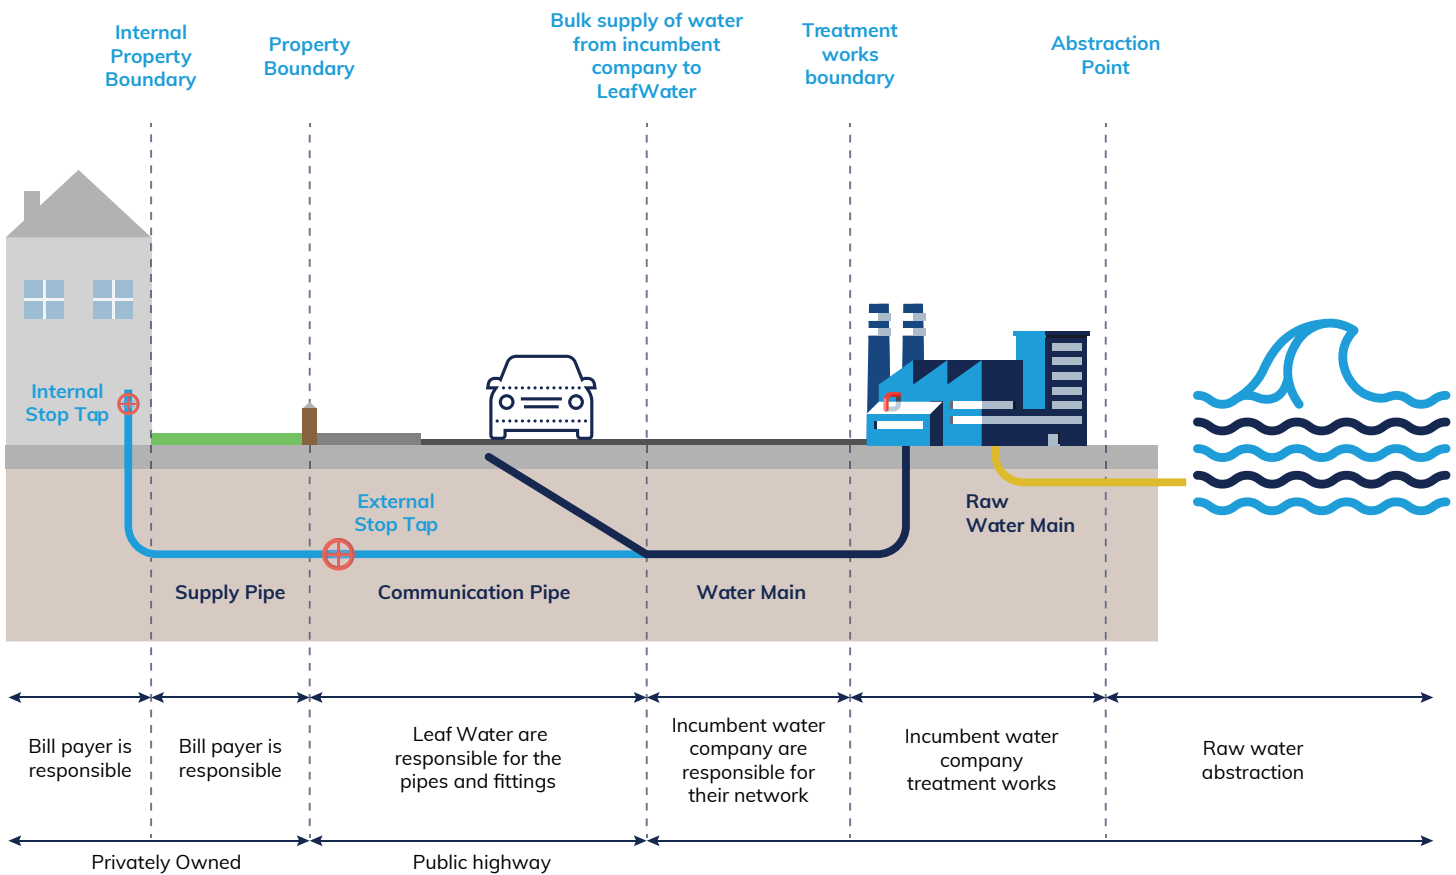 Internal
Property
Boundary
Property
Boundary
Bulk supply of water
from incumbent
company to
LeafWater
Treatment
works
boundary
Abstraction
Point
Internal
Stop Tap
External
Stop Tap
Raw
Water Main
Supply Pipe
Communication Pipe
Water Main
Bill payer is
responsible
Bill payer is
responsible
Leaf Water are
responsible for the
pipes and fittings
Incumbent water
company are
responsible for
their network
Incumbent water
company
treatment works
Raw water
abstraction
Privately Owned
Public highway